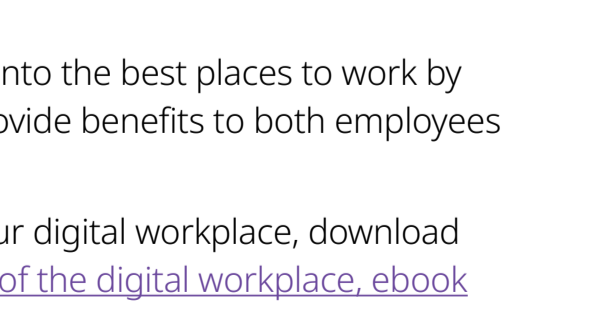 nto the best places to work by
ovide benefits to both employees
ur digital workplace, download
of the digital workplace, ebook